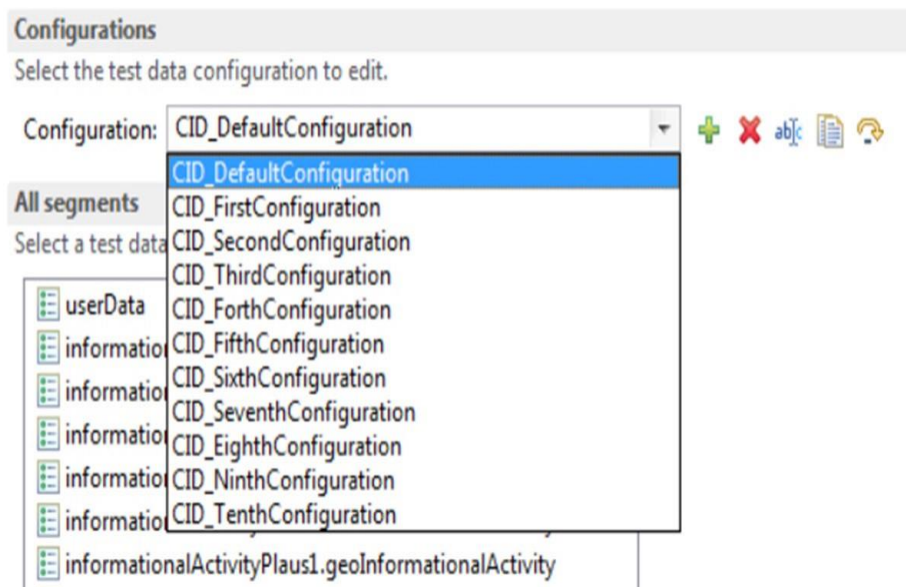 Configurations
Select the test data configuration to edit.
Configuration: CID_DefaultConfiguration
CID_DefaultConfiguration
All segments
CID_FirstConfiguration
Select a test data
CID_SecondConfiguration
CID_ThirdConfiguration
userData
CID_ForthConfiguration
CID_FifthConfiguration
CID_SixthConfiguration
CID_SeventhConfiguration
CID_EighthConfiguration
CID_NinthConfiguration
CID_TenthConfiguration
informationalActivityPlaus1.geoInformationalActivity